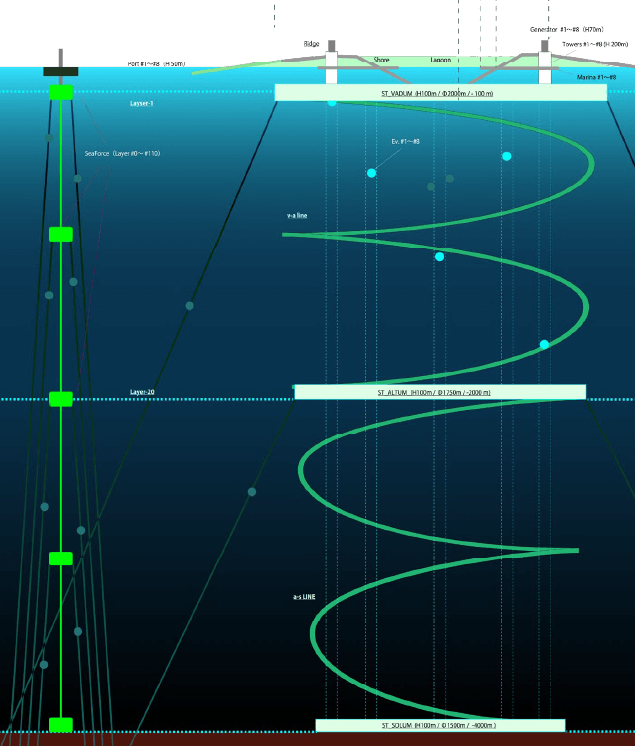 Generator #1～#8 (H70m)
Ridge
Towers #1～#8 (H 200m)
Port #1～#8 (H 50m)
Shore
Lagoon
Marina #1～#8
ST_VADUM (H100m / Φ2000m / - 100 m)
Layser-1
Ev. #1～#8
SeaForce (Layer #0～ #110)
v-a line
Layer-20
ST_ALTUM (H100m / Φ1750m / -2000 m)
a-s LINE
ST_SOLUM (H100m / Φ1500m / -4000m)